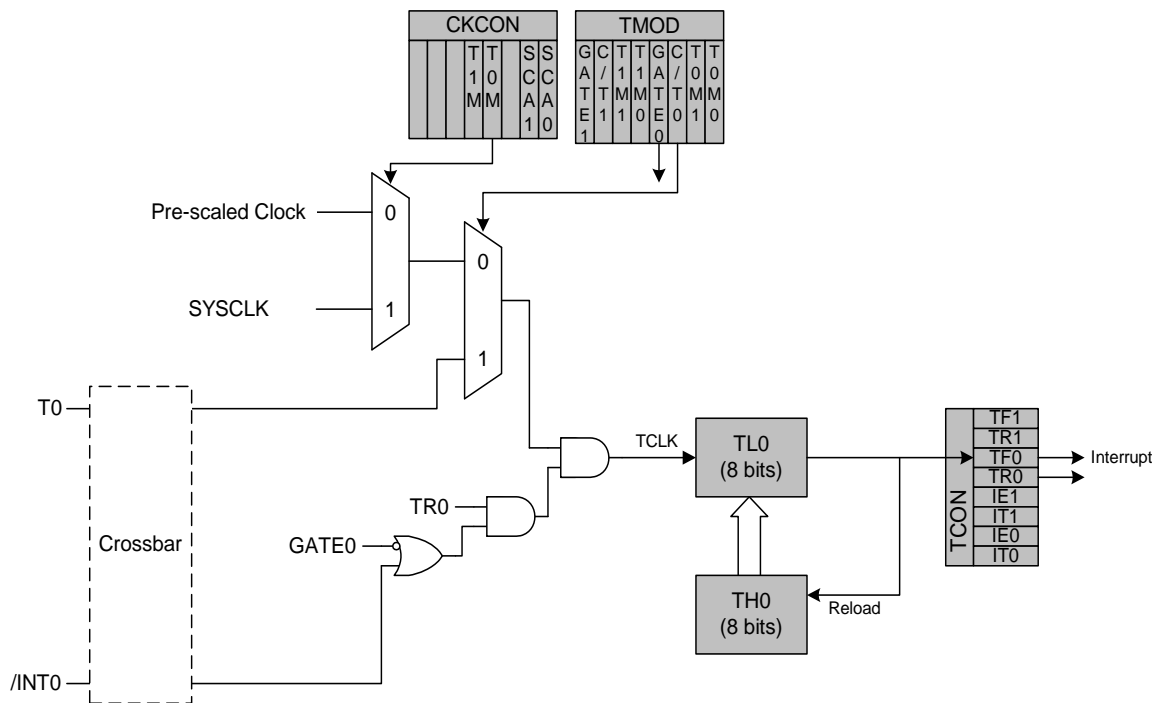 CKCON
TMOD
T1M
T0M
SCA1
SCA0
GATE1
C/T1
T1M1
T1M0
GATE0
C/T0
T0M1
T0M0
Pre-scaled Clock
0
SYSCLK
1
0
1
T0
Crossbar
/INT0
TR0
GATE0
TCLK
TL0
(8 bits)
TH0
(8 bits)
Reload
TCON
TF1
TR1
TF0
TR0
IE1
IT1
IE0
IT0
Interrupt